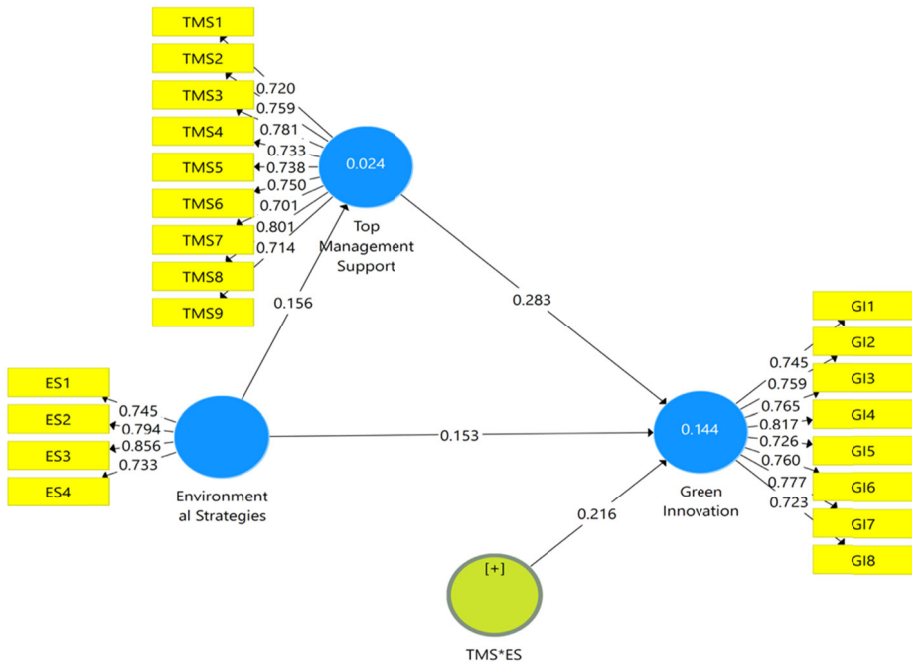 TMS1
TMS2
TMS3
TMS4
TMS5
TMS6
TMS7
TMS8
TMS9
0.720
0.759
0.781
0.733
0.738
0.750
0.701
0.801
0.714
0.024
Top
Management
Support
0.156
0.283
ES1
ES2
ES3
ES4
0.745
0.794
0.856
0.733
Environment
al Strategies
0.153
0.144
Green
Innovation
0.745
0.759
0.765
0.817
0.726
0.760
0.777
0.723
GI1
GI2
GI3
GI4
GI5
GI6
GI7
GI8
0.216
[+]
TMS*ES